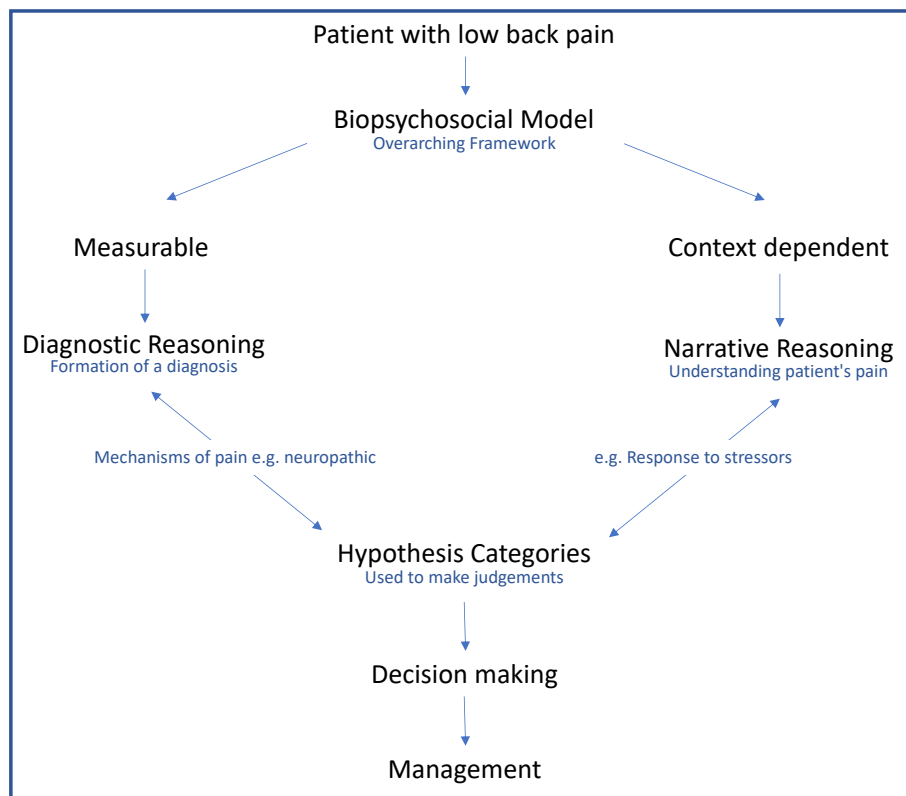 Patient with low back pain
Biopsychosocial Model
Overarching Framework
Measurable
Context dependent
Diagnostic Reasoning
Formation of a diagnosis
Narrative Reasoning
Understanding patient's pain
Mechanisms of pain e.g. neuropathic
e.g. Response to stressors
Hypothesis Categories
Used to make judgements
Decision making
Management